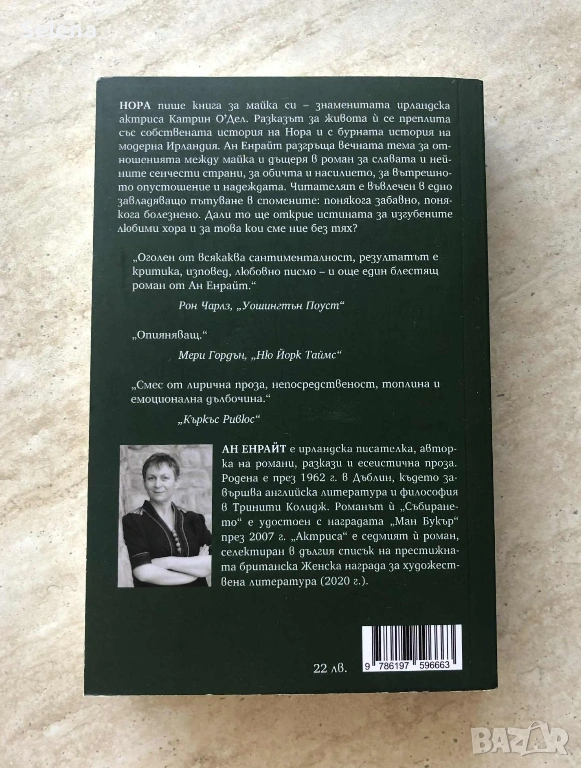 Selena
НОРА пише книга за майка си – знаменитата ирландска
актриса Катрин О'Дел. Разказът за живота ѝ се преплита
със собствената история на Нора и с бурната история на
модерна Ирландия. Ан Енрайт разгръща вечната тема за от-
ношенията между майка и дъщеря в роман за славата и ней-
ните сенчести страни, за обичта и насилието, за вътрешното
опустошение и надеждата. Читателят е въвлечен в едно
завладяващо пътуване в спомените: понякога забавно, поня-
кога болезнено. Дали то ще открие истината за изгубените
любими хора и за това кои сме ние без тях?
„Оголен от всякаква сантименталност, резултатът е
критика, изповед, любовно писмо – и още един блестящ
роман от Ан Енрайт.“
Рон Чарлз, „Уошингтън Поуст“
„Опияняващ.“
Мери Гордън, „Ню Йорк Таймс“
„Смес от лирична проза, непосредственост, топлина и
емоционална дълбочина.“
„Къркъс Ривюс“
АН ЕНРАЙТ е ирландска писателка, автор-
ка на романи, разкази и есеистична проза.
Родена е през 1962 г. в Дъблин, където за-
вършва английска литература и философия
в Тринити Колидж. Романът ѝ „Събиране-
то“ е удостоен с наградата „Ман Букър“
през 2007 г. „Актриса“ е седмият ѝ роман,
селектиран в дългия списък на престижна-
та британска Женска награда за художест-
вена литература (2020 г.).
22 лв.
9 786197 596663
BAZAR